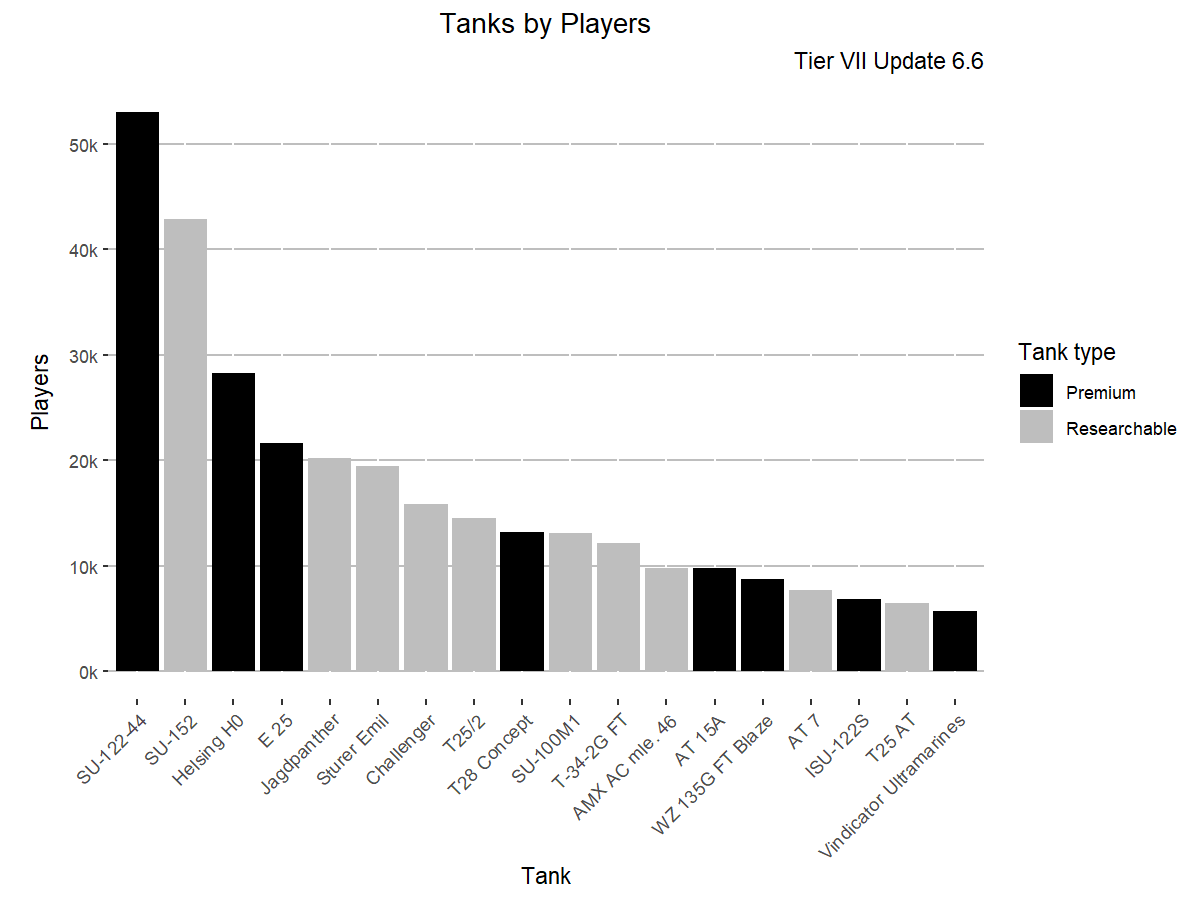 Tanks by Players
Tier VII Update 6.6
50k
40k
30k
20k
10k
0k
Players
SU-122-44
SU-152
Helsing H0
E 25
Jagdpanther
Sturer Emil
Challenger
T25/2
T28 Concept
SU-100M1
T-34-2G FT
AMX AC mle. 46
AT 15A
WZ 135G FT Blaze
AT 7
ISU-122S
T25 AT
Vindicator Ultramarines
Tank
Tank type
Premium
Researchable